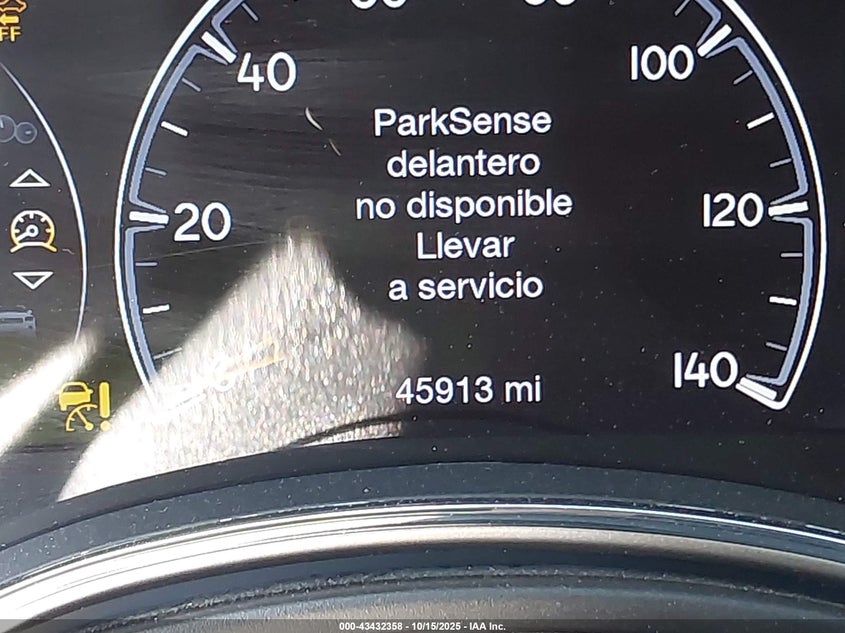 FF
40
100
ParkSense
delantero
no disponible
20
120
Llevar
a servicio
140
45913 mi
000-43432358 - 10/15/2025 - IAA Inc.